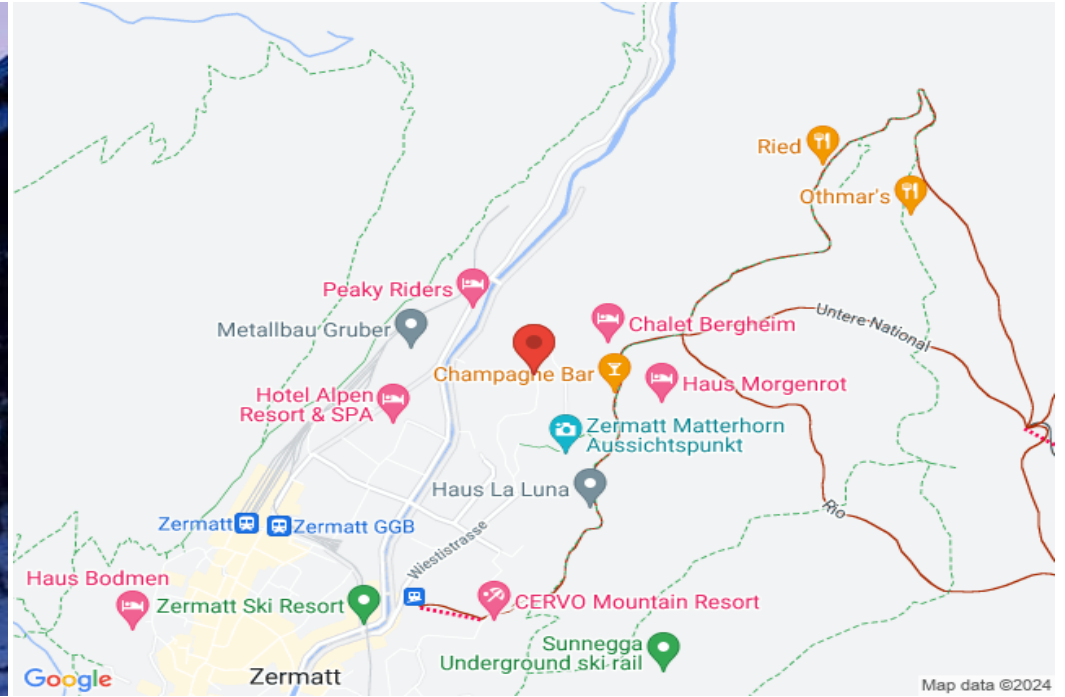 Ried
Othmar's
Peaky Riders
Metallbau Gruber
Chalet Bergheim
Untere National
Champagne Bar
Haus Morgenrot
Hotel Alpen
Resort & SPA
Zermatt Matterhorn
Aussichtspunkt
Haus La Luna
Rio
Zermatt
Zermatt GGB
Wiestistrasse
Haus Bodmen
Zermatt Ski Resort
CERVO Mountain Resort
Sunnegga
Underground ski rail
Zermatt
Google
Map data ©2024